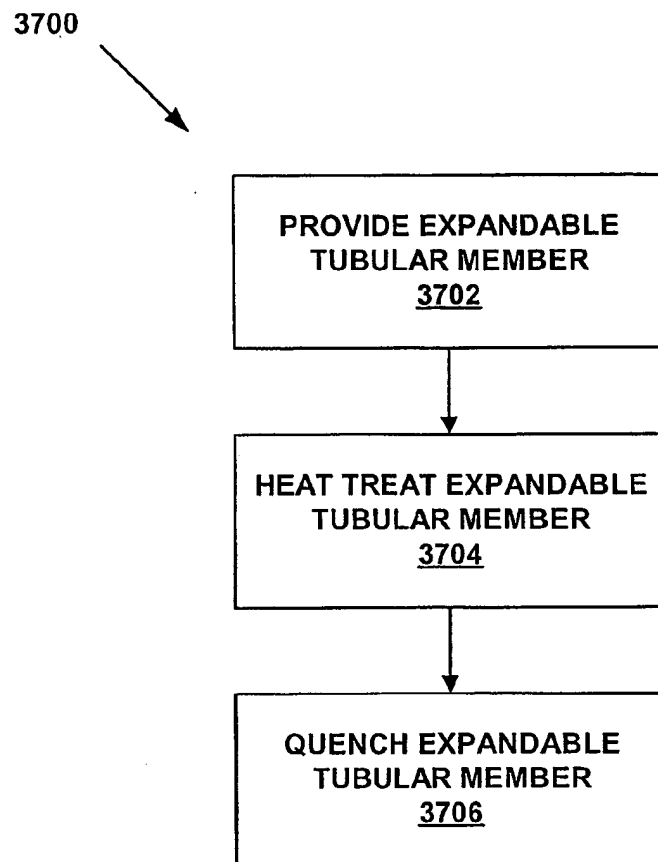 3700
PROVIDE EXPANDABLE
TUBULAR MEMBER
3702
HEAT TREAT EXPANDABLE
TUBULAR MEMBER
3704
QUENCH EXPANDABLE
TUBULAR MEMBER
3706